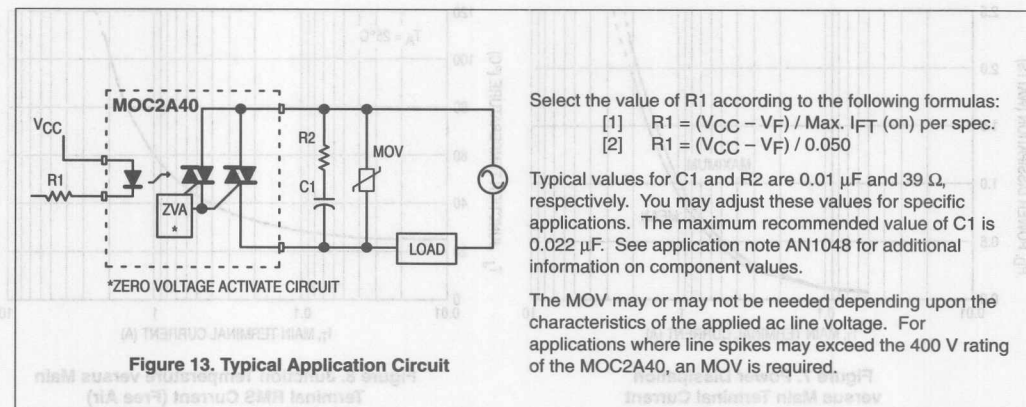 MOC2A40
VCC
R1
ZVA
*
R2
C1
MOV
LOAD
*ZERO VOLTAGE ACTIVATE CIRCUIT
Figure 13. Typical Application Circuit
Select the value of R1 according to the following formulas:
[1] R1 = (VCC – VF) / Max. IFT (on) per spec.
[2] R1 = (VCC – VF) / 0.050
Typical values for C1 and R2 are 0.01 μF and 39 Ω,
respectively. You may adjust these values for specific
applications. The maximum recommended value of C1 is
0.022 μF. See application note AN1048 for additional
information on component values.
The MOV may or may not be needed depending upon the
characteristics of the applied ac line voltage. For
applications where line spikes may exceed the 400 V rating
of the MOC2A40, an MOV is required.